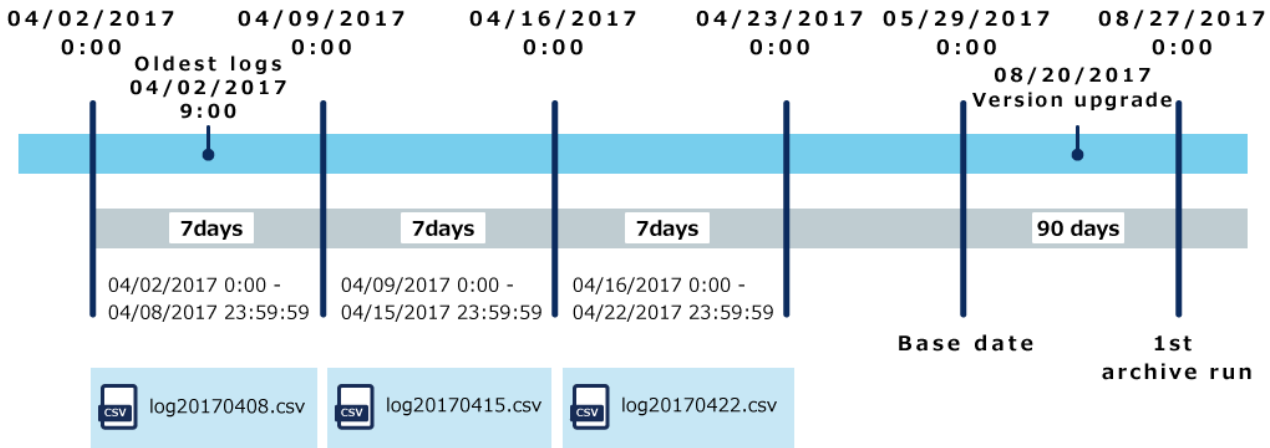 04/02/2017 04/09/2017 04/16/2017 04/23/2017 05/29/2017 08/27/2017
0:00 0:00 0:00 0:00 0:00 0:00
Oldest logs
04/02/2017
9:00
08/20/2017
Version upgrade
7days 7days 7days 90 days
04/02/2017 0:00 -
04/08/2017 23:59:59
04/09/2017 0:00 -
04/15/2017 23:59:59
04/16/2017 0:00 -
04/22/2017 23:59:59
Base date
1st
archive run
CSV log20170408.csv
CSV log20170415.csv
CSV log20170422.csv